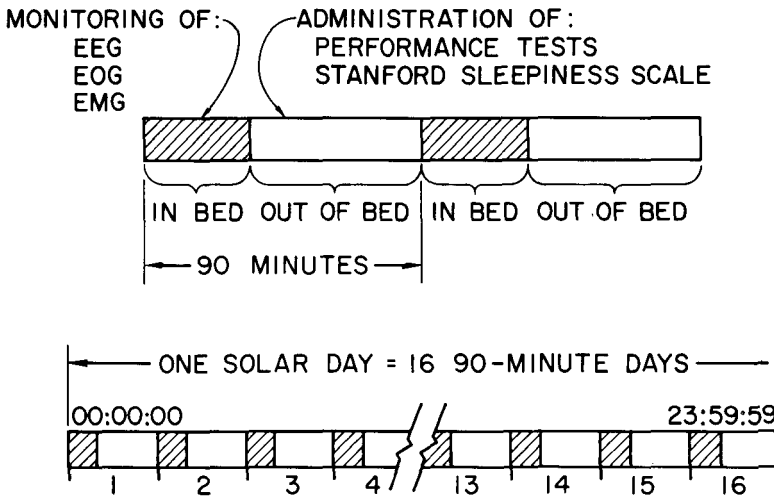 MONITORING OF:
EEG
EOG
EMG
ADMINISTRATION OF:
PERFORMANCE TESTS
STANFORD SLEEPINESS SCALE
IN BED OUT OF BED IN BED OUT OF BED
90 MINUTES
ONE SOLAR DAY = 16 90-MINUTE DAYS
00:00:00 23:59:59
1 2 3 4 13 14 15 16